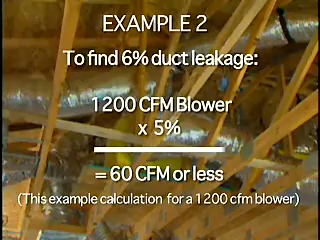 EXAMPLE 2
To find 6% duct leakage:
1200 CFM Blower
x 5%
= 60 CFM or less
(This example calculation for a 1200 cfm blower)